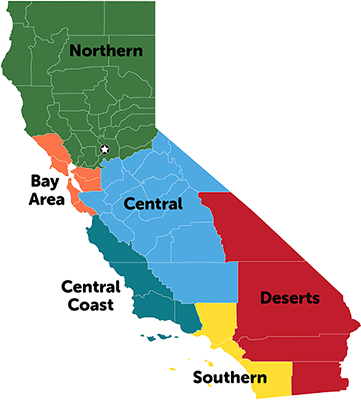 Northern
Bay
Area
Central
Central
Coast
Deserts
Southern